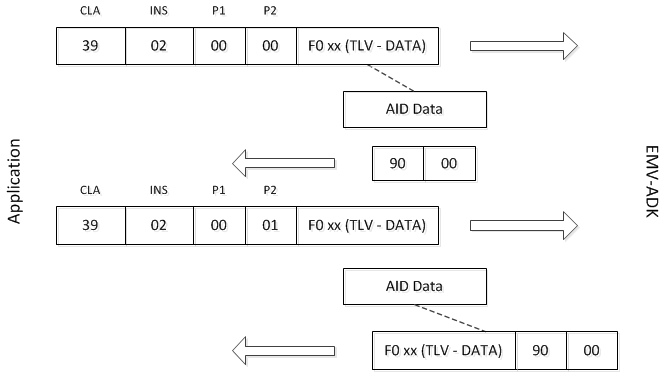 CLA INS P1 P2
39 02 00 00 F0 xx (TLV - DATA)
AID Data
90 00
Application
EMV-ADK
CLA INS P1 P2
39 02 00 01 F0 xx (TLV - DATA)
AID Data
F0 xx (TLV - DATA) 90 00